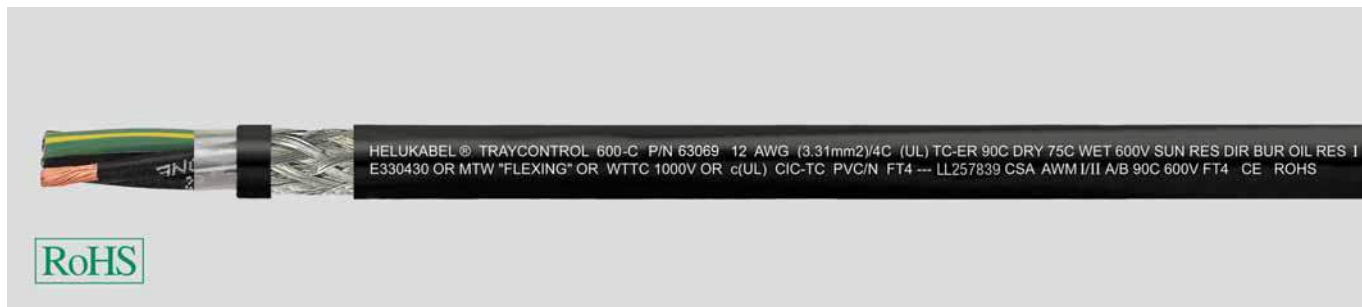 HELUKABEL ® TRAYCONTROL 600-C P/N 63069 12 AWG (3.31mm2)/4C (UL) TC-ER 90C DRY 75C WET 600V SUN RES DIR BUR OIL RES I
E330430 OR MTW "FLEXING" OR WTTC 1000V OR c(UL) CIC-TC PVC/N FT4 --- LL257839 CSA AWM I/II A/B 90C 600V FT4 CE ROHS
RoHS